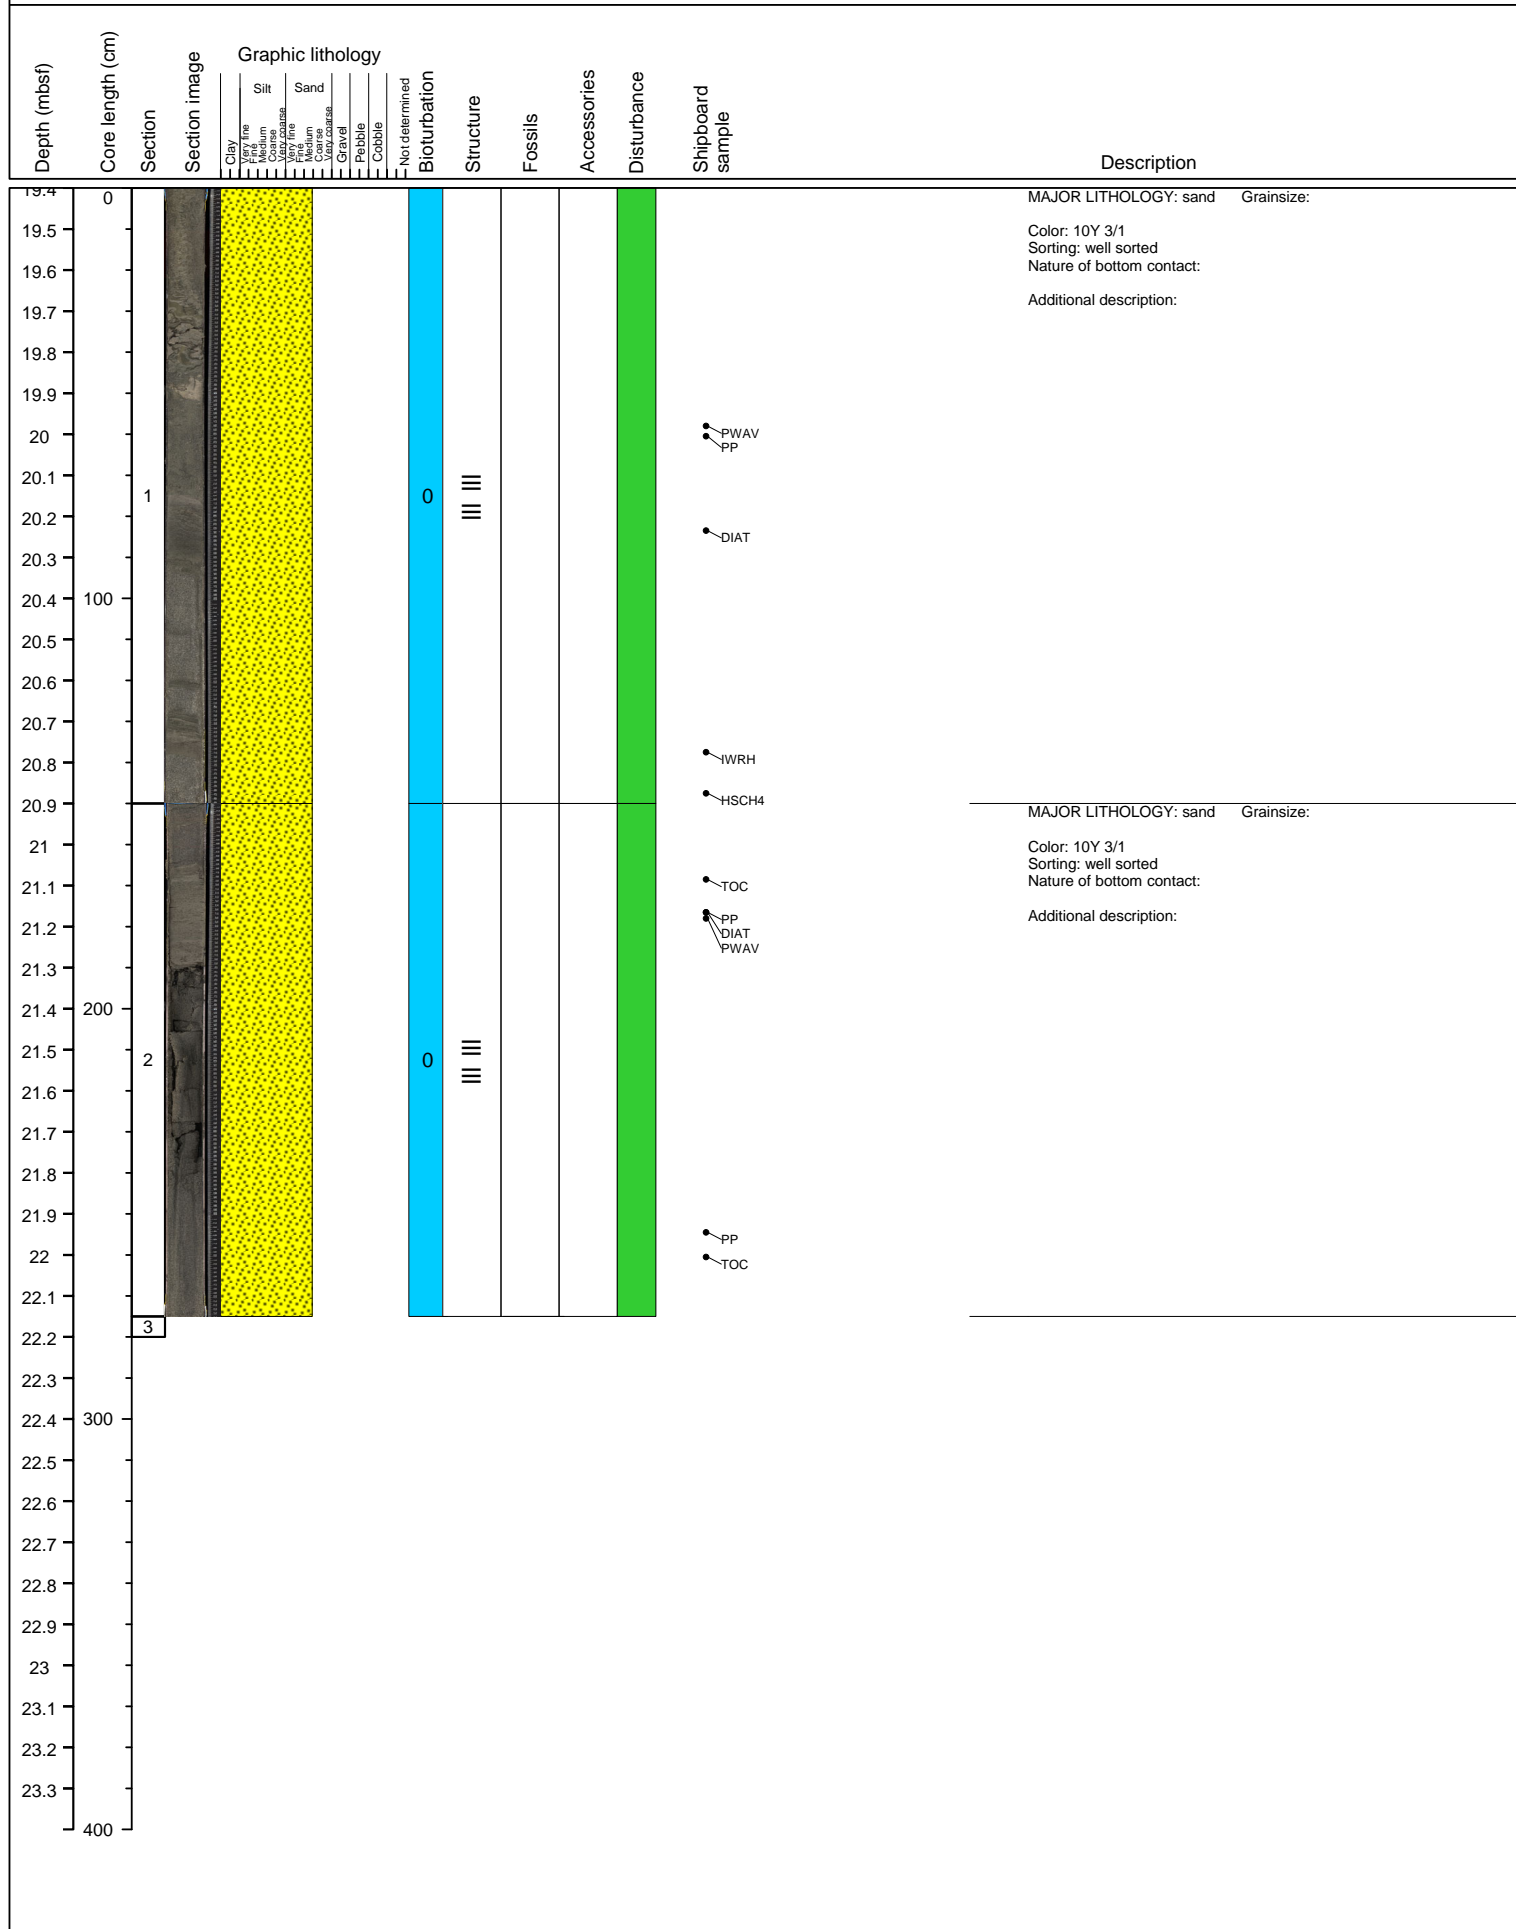 Depth (mbsf)
Core length (cm)
Section
Section image
Graphic lithology
Clay
Silt
Very fine
Fine
Medium
Coarse
Very coarse
Sand
Very fine
Fine
Medium
Coarse
Very coarse
Gravel
Pebble
Cobble
Not determined
Bioturbation
Structure
Fossils
Accessories
Disturbance
Shipboard
sample
Description
19.4
19.5
19.6
19.7
19.8
19.9
20
20.1
20.2
20.3
20.4
20.5
20.6
20.7
20.8
20.9
21
21.1
21.2
21.3
21.4
21.5
21.6
21.7
21.8
21.9
22
22.1
22.2
22.3
22.4
22.5
22.6
22.7
22.8
22.9
23
23.1
23.2
23.3
0
100
200
300
400
1
2
3
0
0
PWAV
PP
DIAT
IWRH
HSCH4
TOC
PP
DIAT
PWAV
PP
TOC
MAJOR LITHOLOGY: sand Grainsize:
Color: 10Y 3/1
Sorting: well sorted
Nature of bottom contact:
Additional description:
MAJOR LITHOLOGY: sand Grainsize:
Color: 10Y 3/1
Sorting: well sorted
Nature of bottom contact:
Additional description: